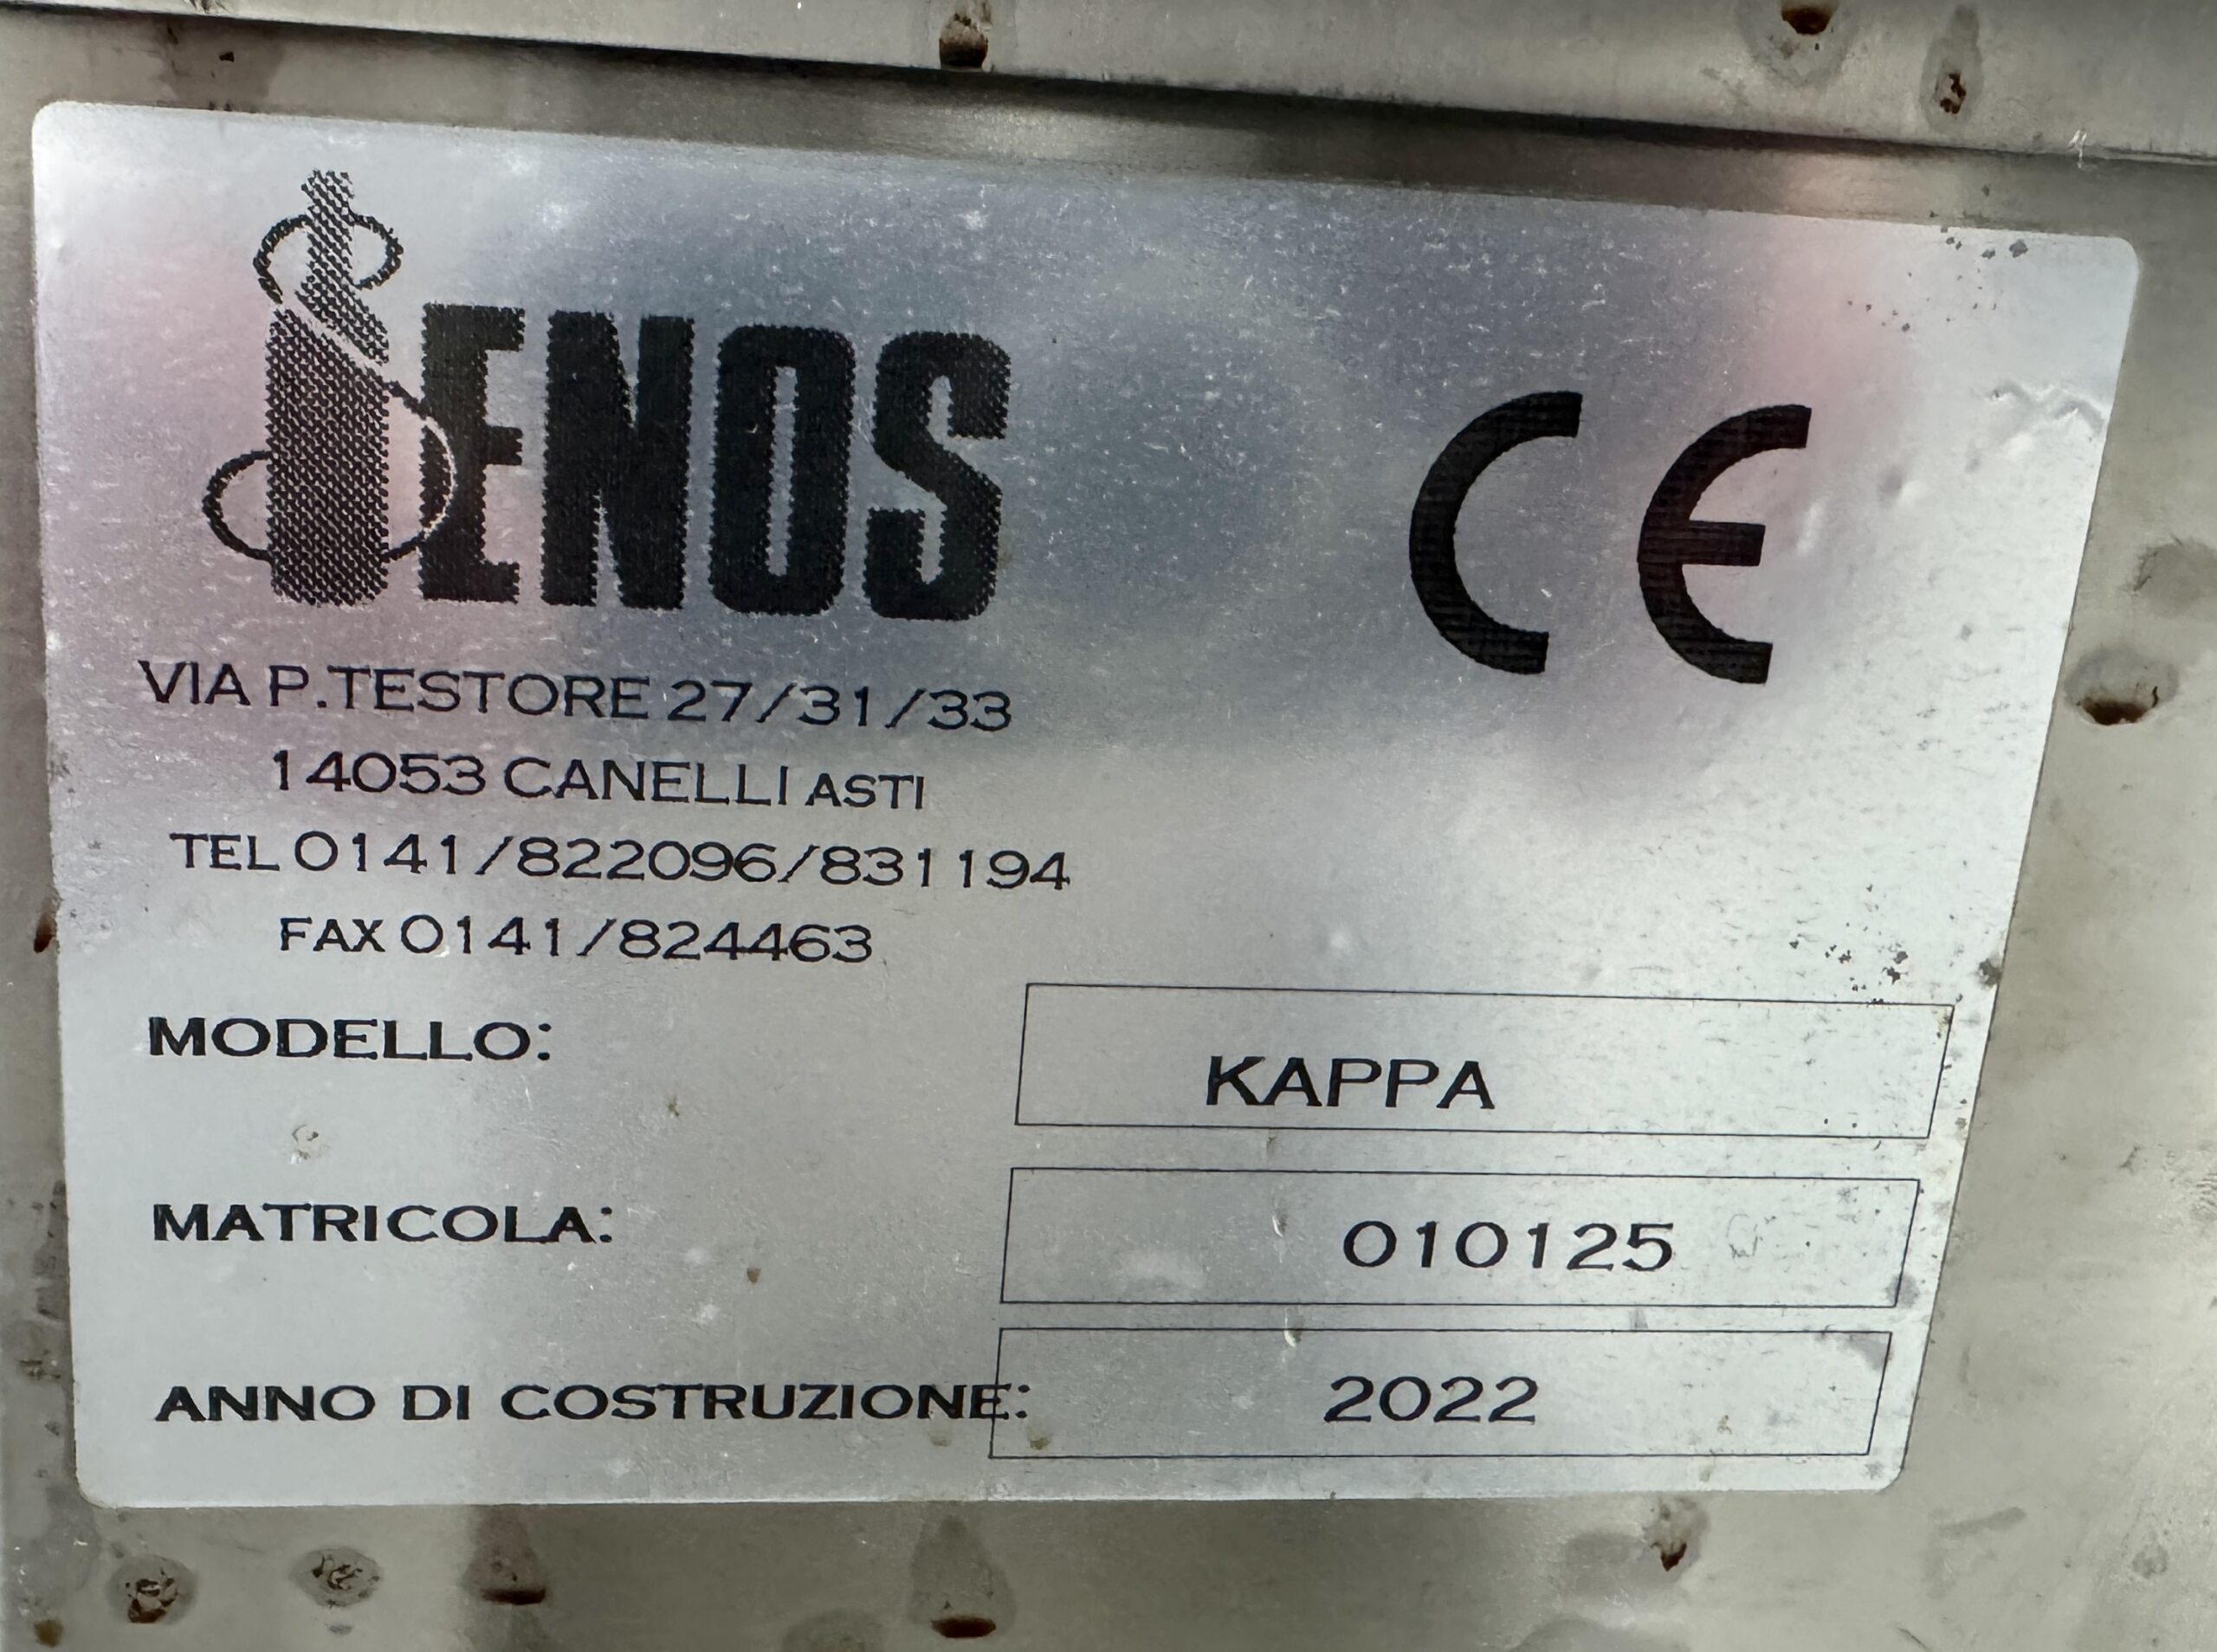 ENOS
CE
VIA P.TESTORE 27/31/33
14053 CANELLI ASTI
TEL 0141/822096/831194
FAX 0141/824463
MODELLO: KAPPA
MATRICOLA: 010125
ANNO DI COSTRUZIONE: 2022